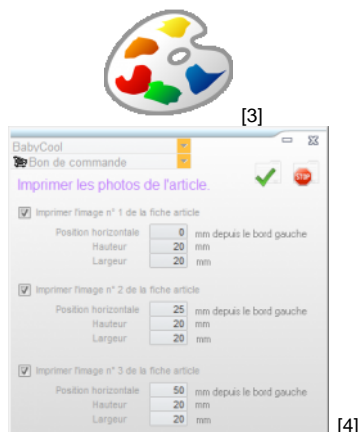 [3]
BabyCool
Bon de commande
Imprimer les photos de l'article.
STOP
Imprimer l'image n° 1 de la fiche article
Position horizontale 0 mm depuis le bord gauche
Hauteur 20 mm
Largeur 20 mm
Imprimer l'image n° 2 de la fiche article
Position horizontale 25 mm depuis le bord gauche
Hauteur 20 mm
Largeur 20 mm
Imprimer l'image n° 3 de la fiche article
Position horizontale 50 mm depuis le bord gauche
Hauteur 20 mm
Largeur 20 mm
[4]